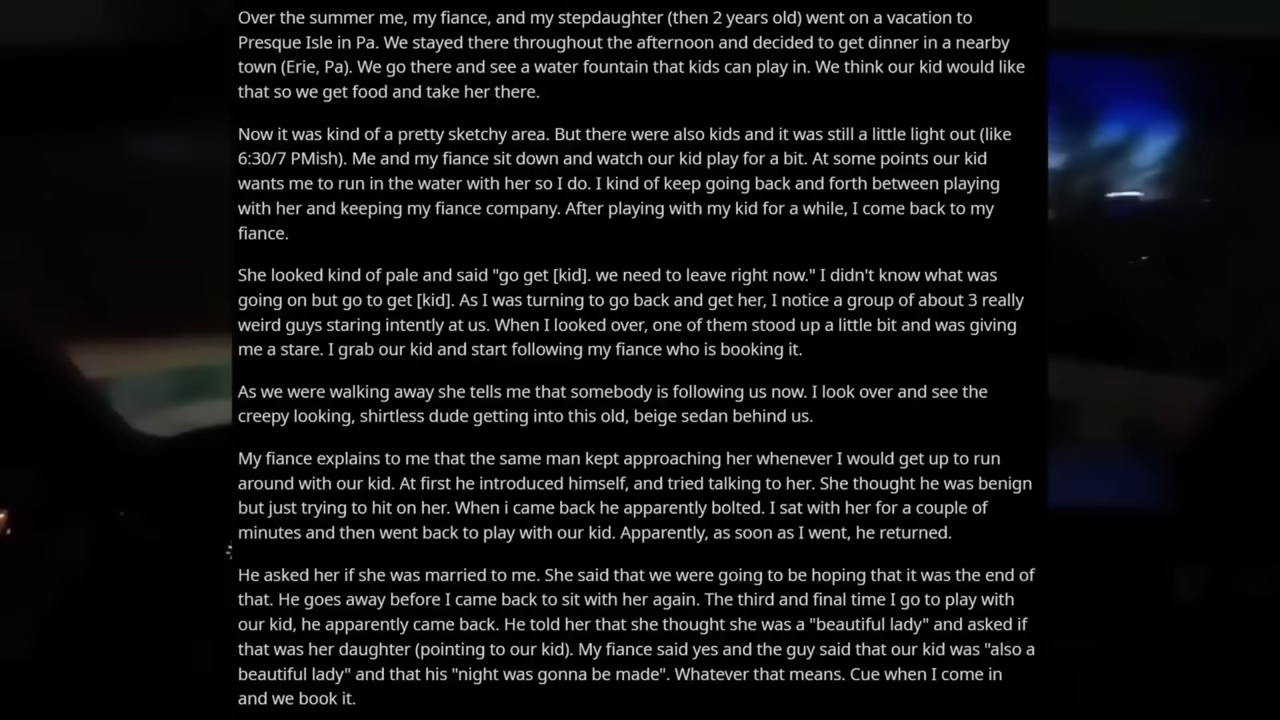 Over the summer me, my fiance, and my stepdaughter (then 2 years old) went on a vacation to
Presque Isle in Pa. We stayed there throughout the afternoon and decided to get dinner in a nearby
town (Erie, Pa). We go there and see a water fountain that kids can play in. We think our kid would like
that so we get food and take her there.
Now it was kind of a pretty sketchy area. But there were also kids and it was still a little light out (like
6:30/7 PMish). Me and my fiance sit down and watch our kid play for a bit. At some points our kid
wants me to run in the water with her so I do. I kind of keep going back and forth between playing
with her and keeping my fiance company. After playing with my kid for a while, I come back to my
fiance.
She looked kind of pale and said "go get [kid]. we need to leave right now." I didn't know what was
going on but go to get [kid]. As I was turning to go back and get her, I notice a group of about 3 really
weird guys staring intently at us. When I looked over, one of them stood up a little bit and was giving
me a stare. I grab our kid and start following my fiance who is booking it.
As we were walking away she tells me that somebody is following us now. I look over and see the
creepy looking, shirtless dude getting into this old, beige sedan behind us.
My fiance explains to me that the same man kept approaching her whenever I would get up to run
around with our kid. At first he introduced himself, and tried talking to her. She thought he was benign
but just trying to hit on her. When i came back he apparently bolted. I sat with her for a couple of
minutes and then went back to play with our kid. Apparently, as soon as I went, he returned.
He asked her if she was married to me. She said that we were going to be hoping that it was the end of
that. He goes away before I came back to sit with her again. The third and final time I go to play with
our kid, he apparently came back. He told her that she thought she was a "beautiful lady" and asked if
that was her daughter (pointing to our kid). My fiance said yes and the guy said that our kid was "also a
beautiful lady" and that his "night was gonna be made". Whatever that means. Cue when I come in
and we book it.